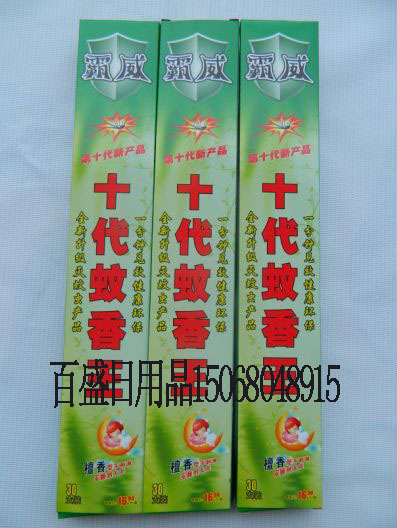 霸威
霸威
霸威
第十代新产品
第十代新产品
第十代新产品
十代蚊香王
全新升级灭蚊虫产品
一分钟见效健康环保
十代蚊香王
全新升级灭蚊虫产品
一分钟见效健康环保
十代蚊香王
全新升级灭蚊虫产品
一分钟见效健康环保
百盛日用品15068048915
檀香
檀香
檀香
30
30
30